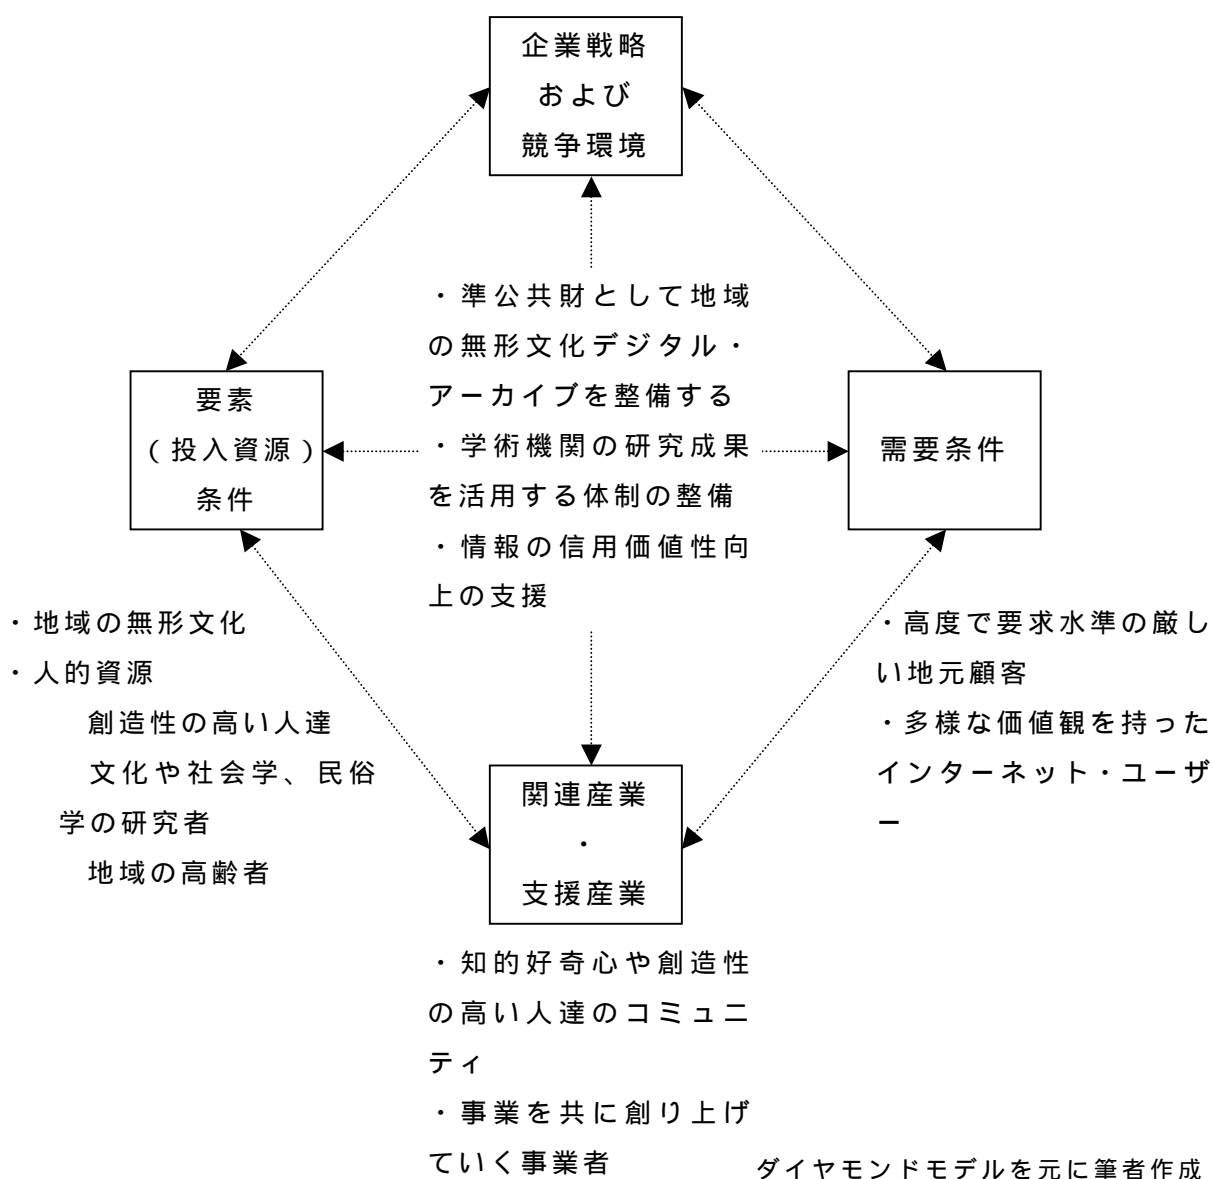 企業戦略
および
競争環境
・準公共財として地域
の無形文化デジタル・
アーカイブを整備する
・学術機関の研究成果
を活用する体制の整備
・情報の信用価値性向
上の支援
要素
(投入資源)
条件
需要条件
・地域の無形文化
・人的資源
創造性の高い人達
文化や社会学、民俗
学の研究者
地域の高齢者
・高度で要求水準の厳し
い地元顧客
・多様な価値観を持った
インターネット・ユーザ
ー
関連産業
・
支援産業
・知的好奇心や創造性
の高い人達のコミュニ
ティ
・事業を共に創り上げ
ていく事業者
ダイヤモンドモデルを元に筆者作成